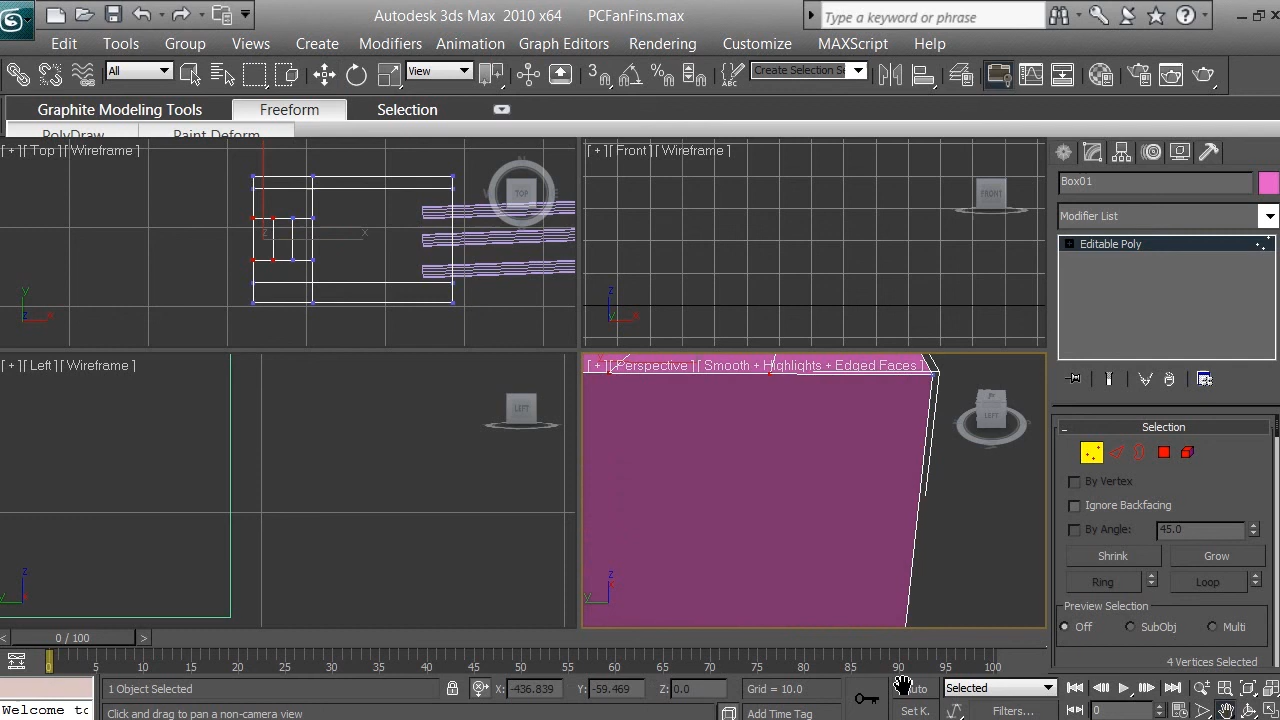 Autodesk 3ds Max 2010 x64 PCFanFins.max Type a keyword or phrase
Edit Tools Group Views Create Modifiers Animation Graph Editors Rendering Customize MAXScript Help
All View Create Selection Se
Graphite Modeling Tools Freeform Selection
PolyDraw Paint Deform
[ + ][ Top ][ Wireframe ]
TOP
[ + ][ Front ][ Wireframe ]
FRONT
[ + ][ Left ][ Wireframe ]
LEFT
[ + ][ Perspective ][ Smooth + Highlights + Edged Faces ]
LEFT
Box01
Modifier List
Editable Poly
Selection
By Vertex
Ignore Backfacing
By Angle: 45.0
Shrink Grow
Ring Loop
Preview Selection
Off SubObj Multi
4 Vertices Selected
0 / 100
0 5 10 15 20 25 30 35 40 45 50 55 60 65 70 75 80 85 90 95 100
1 Object Selected X: -436.839 Y: -59.469 Z: 0.0 Grid = 10.0 Auto Selected
Welcome to Click and drag to pan a non-camera view Add Time Tag Set K. Filters... 0